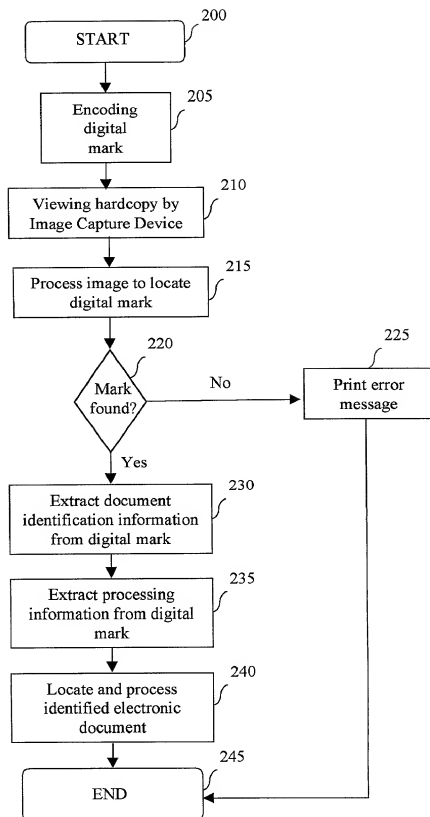 200
START
205
Encoding
digital
mark
210
Viewing hardcopy by
Image Capture Device
215
Process image to locate
digital mark
220
Mark
found?
No
225
Print error
message
Yes
230
Extract document
identification information
from digital mark
235
Extract processing
information from digital
mark
240
Locate and process
identified electronic
document
245
END